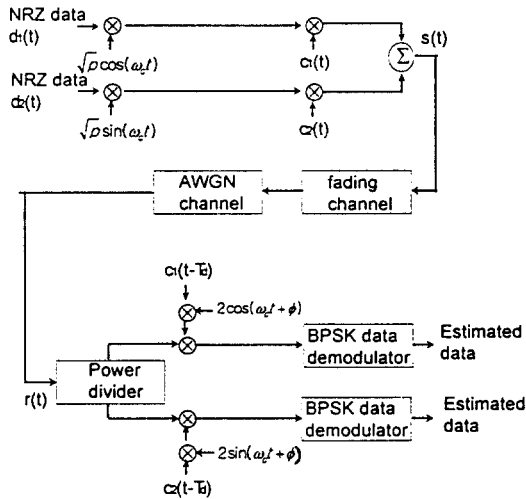 NRZ data
d1(t)
√p cos(ωct)
c1(t)
s(t)
Σ
NRZ data
d2(t)
√p sin(ωct)
c2(t)
AWGN
channel
fading
channel
c1(t-Td)
2cos(ωct+ϕ)
BPSK data
demodulator
Estimated
data
Power
divider
r(t)
BPSK data
demodulator
Estimated
data
2sin(ωct+ϕ)
c2(t-Td)